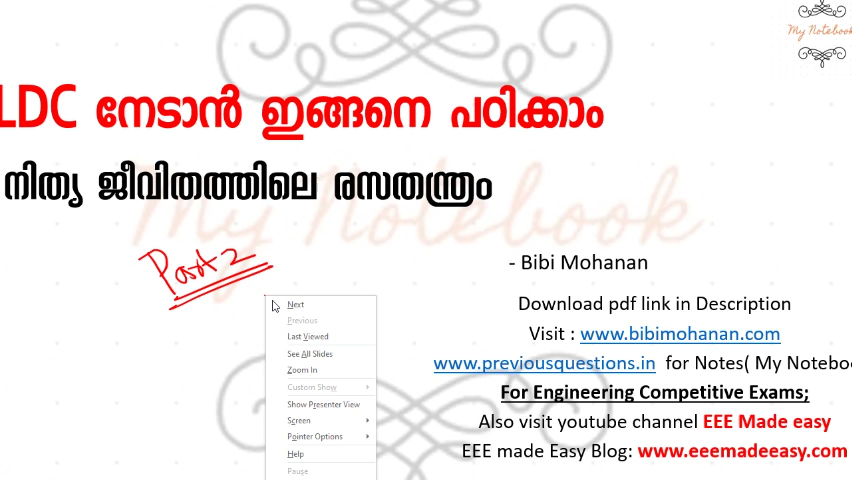 My Notebook
LDC നേടാൻ ഇങ്ങനെ പഠിക്കാം
നിത്യ ജീവിതത്തിലെ രസതന്ത്രം
My Notebook
Part 2
- Bibi Mohanan
Download pdf link in Description
Visit : www.bibimohanan.com
www.previousquestions.in for Notes( My Notebo
For Engineering Competitive Exams;
Also visit youtube channel EEE Made easy
EEE made Easy Blog: www.eeemadeeasy.com
Next
Previous
Last Viewed
See All Slides
Zoom In
Custom Show
Show Presenter View
Screen
Pointer Options
Help
Pause